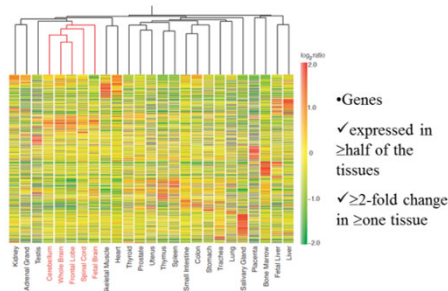 log2ratio
2.0
1.0
0
-1.0
-2.0
•Genes
✓expressed in
≥half of the
tissues
✓≥2-fold change
in ≥one tissue
Kidney
Adrenal Gland
Testis
Cerebellum
Whole Brain
Frontal Lobe
Spinal Cord
Fetal Brain
Skeletal Muscle
Heart
Thyroid
Prostate
Uterus
Thymus
Spleen
Small Intestine
Colon
Stomach
Trachea
Lung
Salivary Gland
Placenta
Bone Marrow
Fetal Liver
Liver